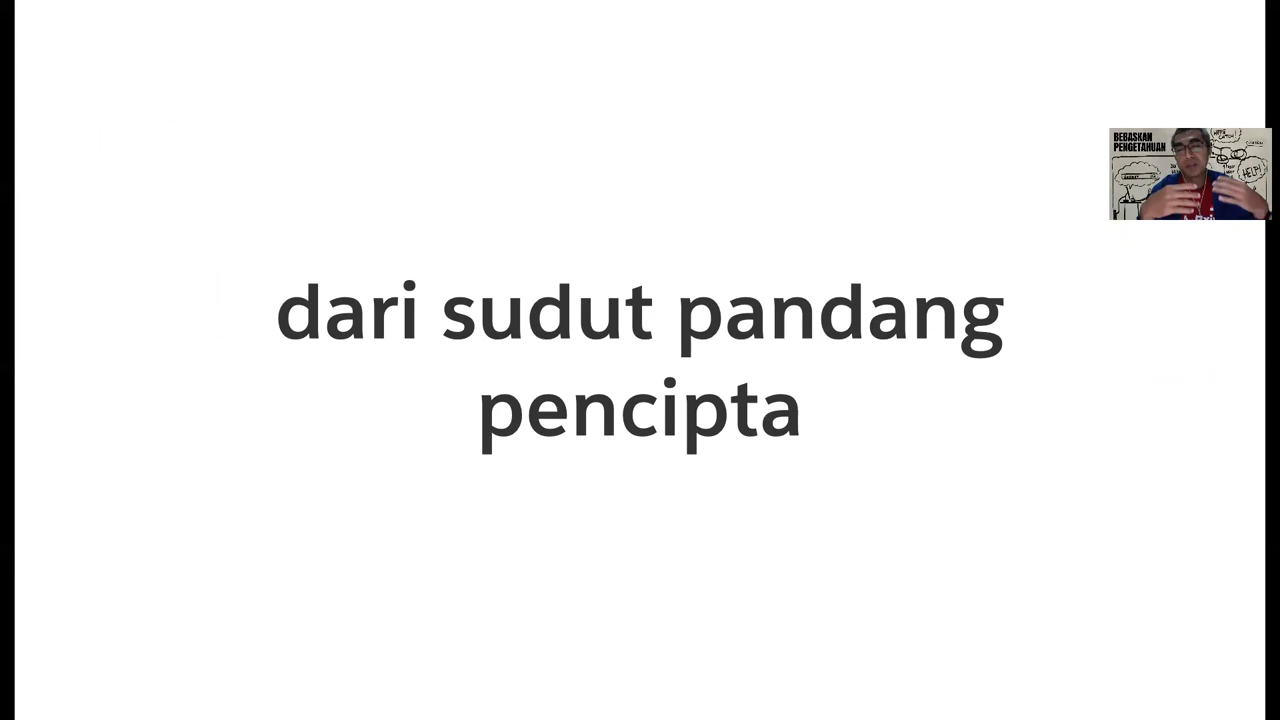 dari sudut pandang
pencipta
BEBASKAN
PENGETAHUAN
HELP!